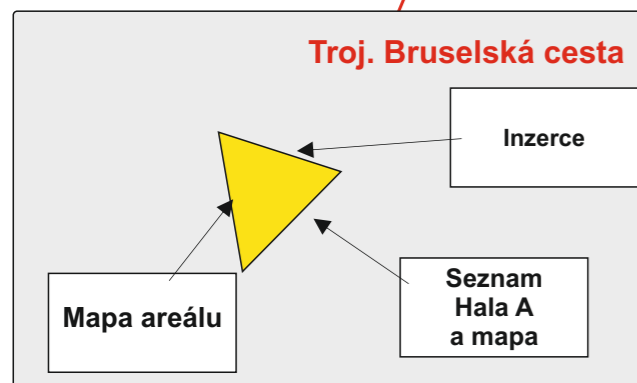 Troj. Bruselská cesta
Inzerce
Mapa areálu
Seznam
Hala A
a mapa